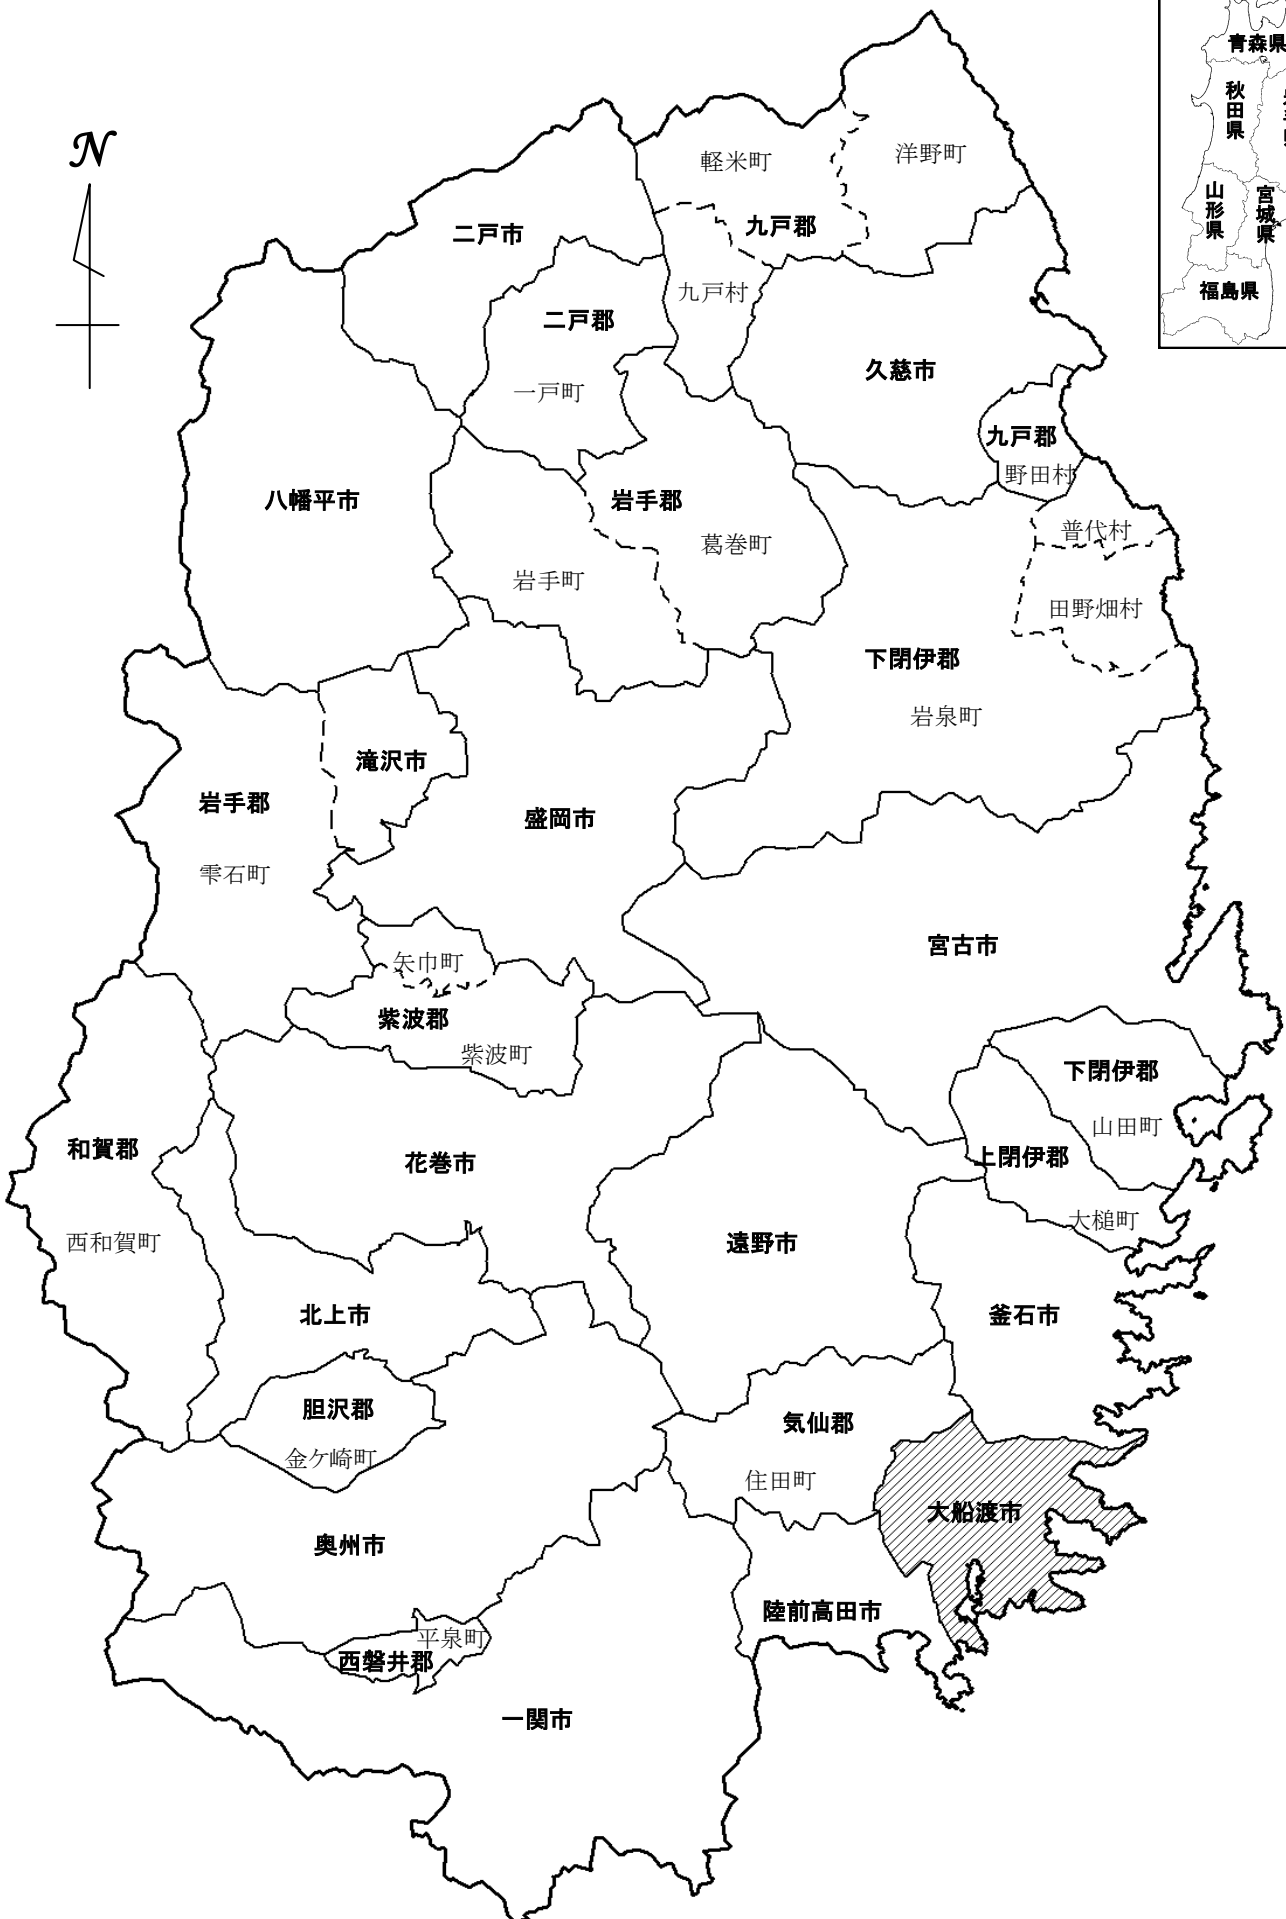 N
青森県
秋田県
山形県
宮城県
福島県
洋野町
軽米町
九戸郡
二戸市
九戸村
二戸郡
一戸町
久慈市
九戸郡
野田村
八幡平市
岩手郡
葛巻町
岩手町
普代村
田野畑村
下閉伊郡
岩泉町
滝沢市
岩手郡
雫石町
盛岡市
宮古市
矢巾町
紫波郡
紫波町
下閉伊郡
山田町
上閉伊郡
大槌町
和賀郡
西和賀町
花巻市
遠野市
北上市
釜石市
胆沢郡
金ケ崎町
気仙郡
住田町
大船渡市
奥州市
陸前高田市
平泉町
西磐井郡
一関市